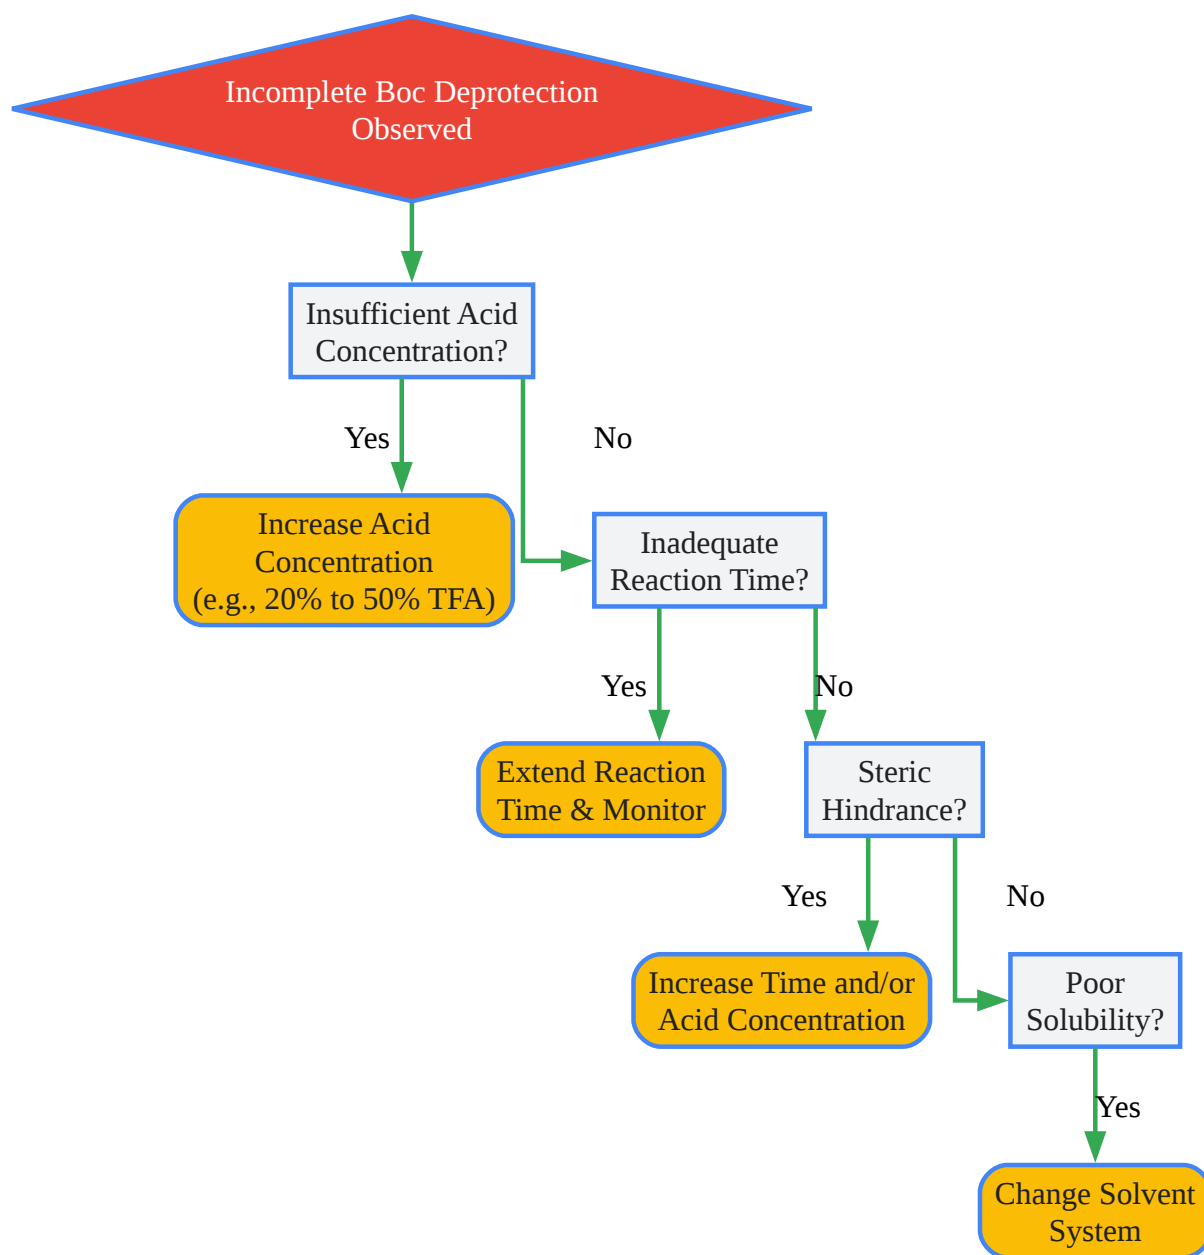 Incomplete Boc Deprotection
Observed
Insufficient Acid
Concentration?
Yes
No
Increase Acid
Concentration
(e.g., 20% to 50% TFA)
Inadequate
Reaction Time?
Yes
No
Extend Reaction
Time & Monitor
Steric
Hindrance?
Yes
No
Increase Time and/or
Acid Concentration
Poor
Solubility?
Yes
Change Solvent
System